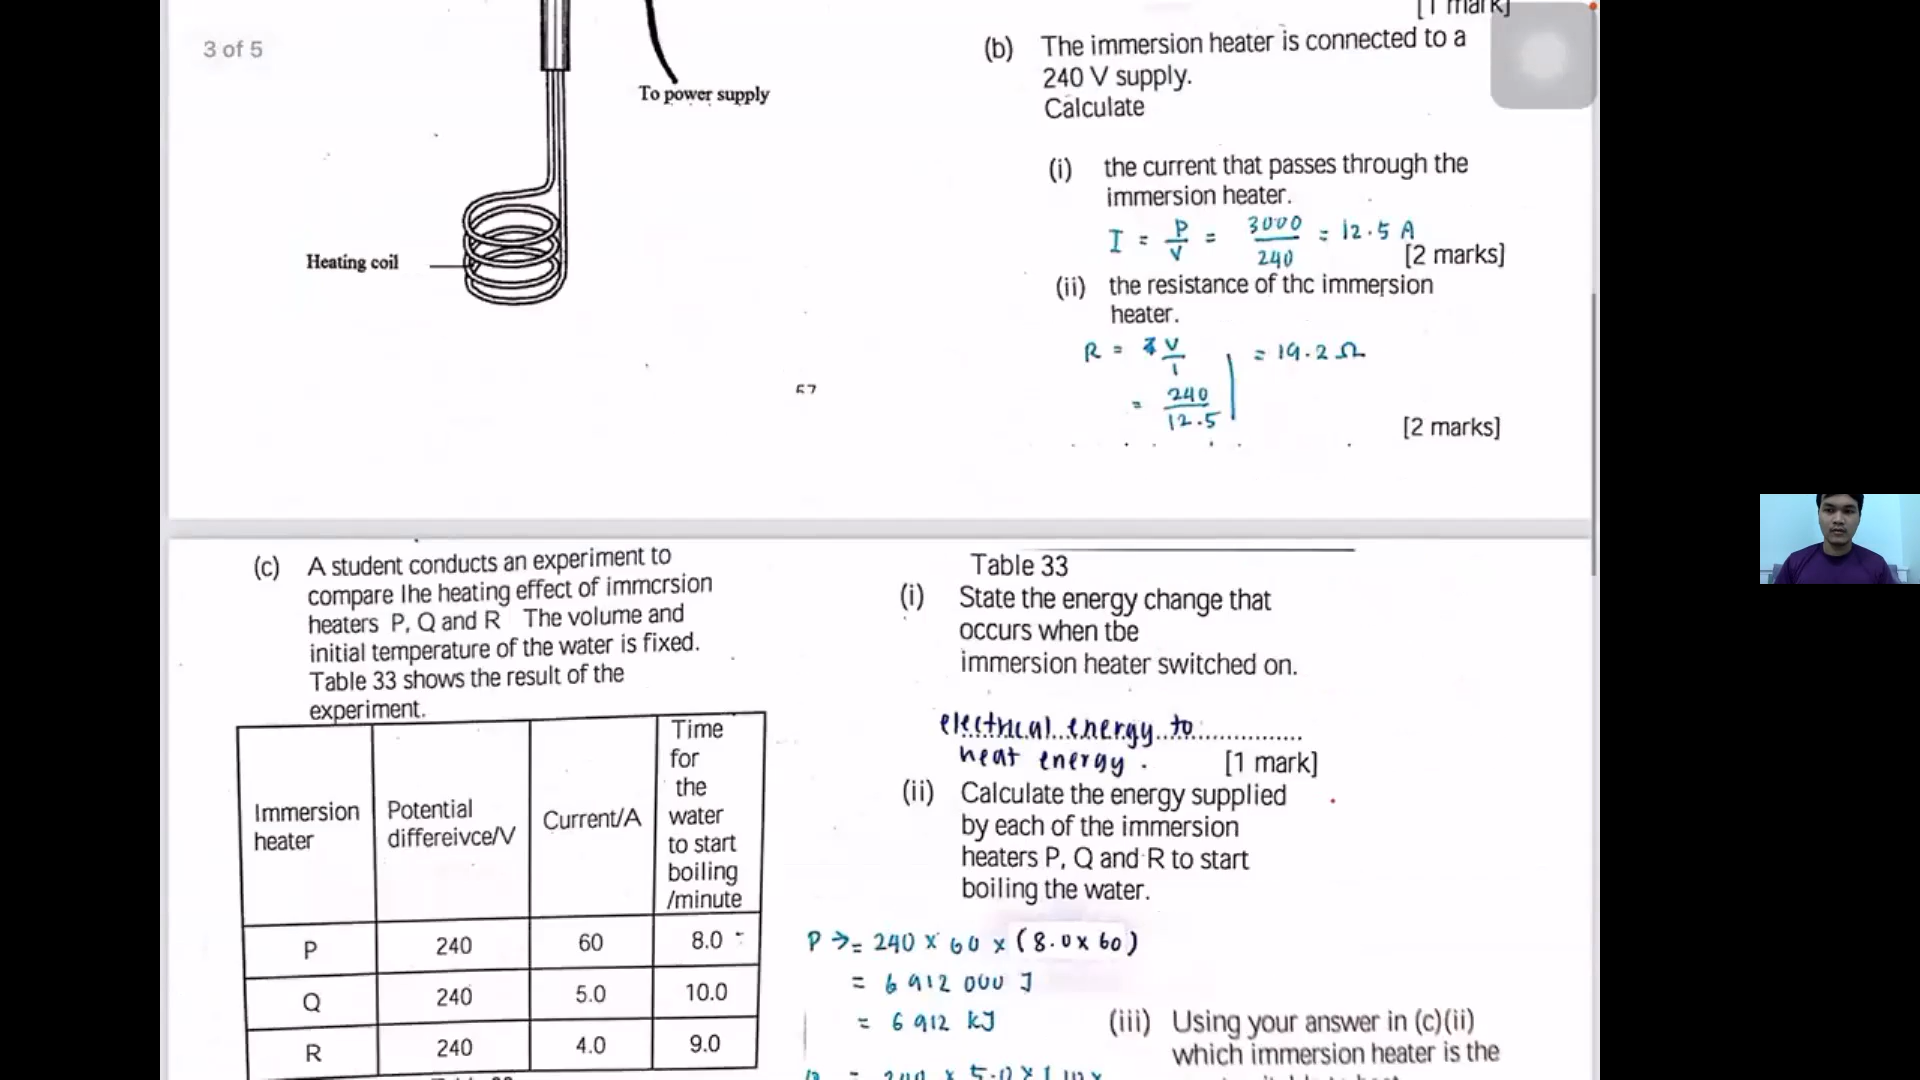 [1 mark]
3 of 5
To power supply
Heating coil
57
(b) The immersion heater is connected to a
240 V supply.
Calculate
(i) the current that passes through the
immersion heater.
I = P/V = 3000/240 = 12.5 A
[2 marks]
(ii) the resistance of thc immersion
heater.
R = V/I = 19.2 Ω
= 240/12.5
[2 marks]
(c) A student conducts an experiment to
compare lhe heating effect of immcrsion
heaters P, Q and R The volume and
initial temperature of the water is fixed.
Table 33 shows the result of the
experiment.
Immersion heater
Potential differeivce/V
Current/A
Time for the water to start boiling /minute
P 240 60 8.0
Q 240 5.0 10.0
R 240 4.0 9.0
Table 33
(i) State the energy change that
occurs when tbe
immersion heater switched on.
electrical energy to
heat energy .
[1 mark]
(ii) Calculate the energy supplied
by each of the immersion
heaters P, Q and R to start
boiling the water.
P → = 240 × 60 × (8.0 × 60)
= 6 912 000 J
= 6 912 kJ
(iii) Using your answer in (c)(ii)
which immersion heater is the